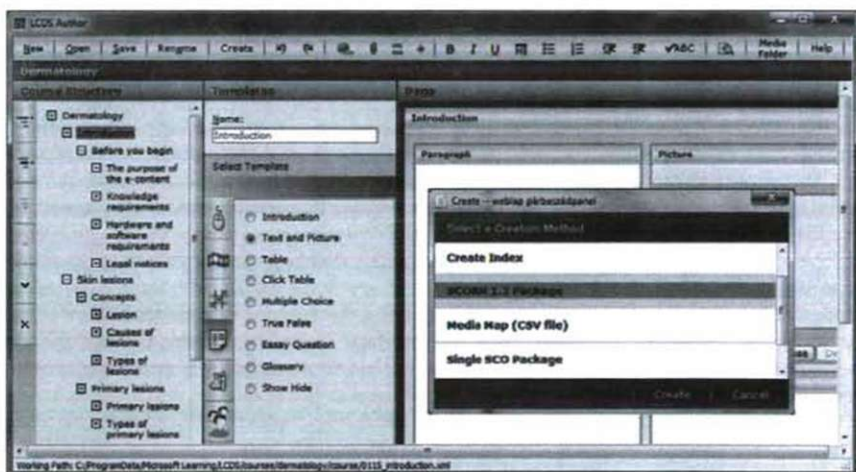 LCDS Author
New | Open | Save | Rename | Create | B I U ABC | Media Folder | Help
Dermatology
Course Structure
Dermatology
Introduction
Before you begin
The purpose of
the e-content
Knowledge
requirements
Hardware and
software
requirements
Legal notices
Skin lesions
Concepts
Lesion
Causes of
lesions
Types of
lesions
Primary lesions
Primary lesions
Types of
primary lesions
Templates
Name:
Introduction
Select Template
Introduction
Text and Picture
Table
Click Table
Multiple Choice
True False
Essay Question
Glossary
Show Hide
Page
Introduction
Paragraph
Picture
Create -- weblap párbeszédpanel
Select a Creation Method
Create Index
SCORM 1.2 Package
Media Map (CSV file)
Single SCO Package
Create | Cancel
Working Path: C:/ProgramData/Microsoft Learning/LCDS/courses/dermatology/course/0115_introduction.xml